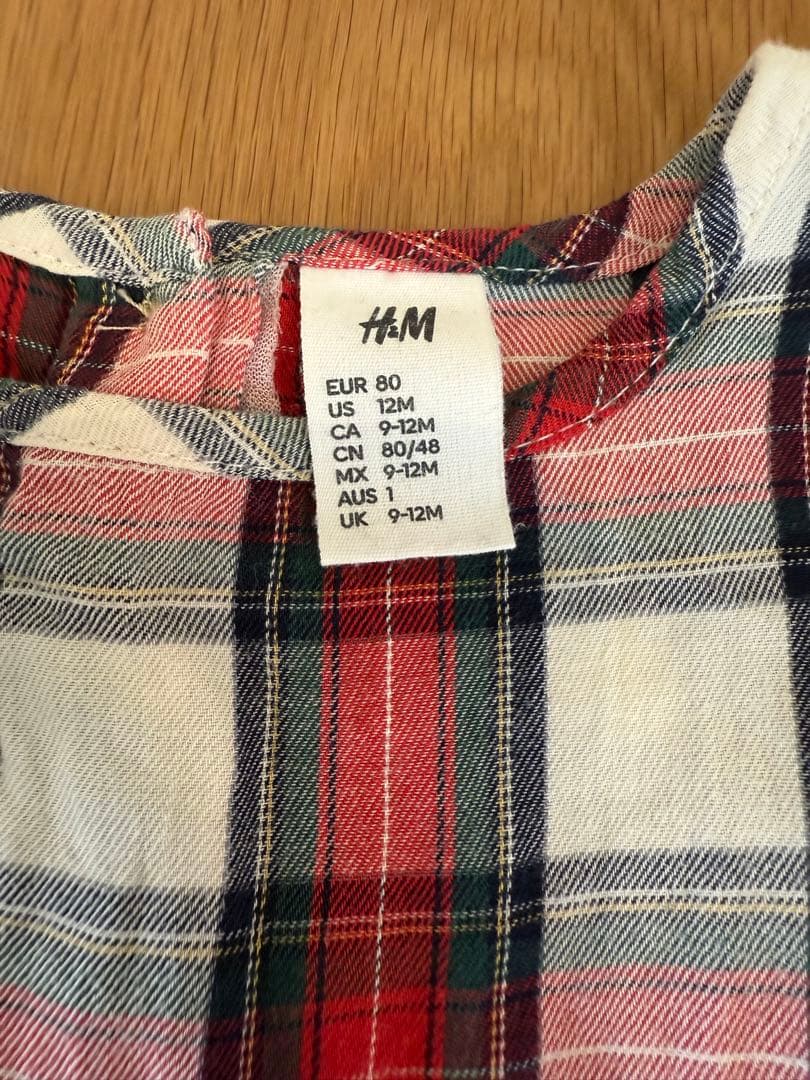 H&M
EUR 80
US 12M
CA 9-12M
CN 80/48
MX 9-12M
AUS 1
UK 9-12M